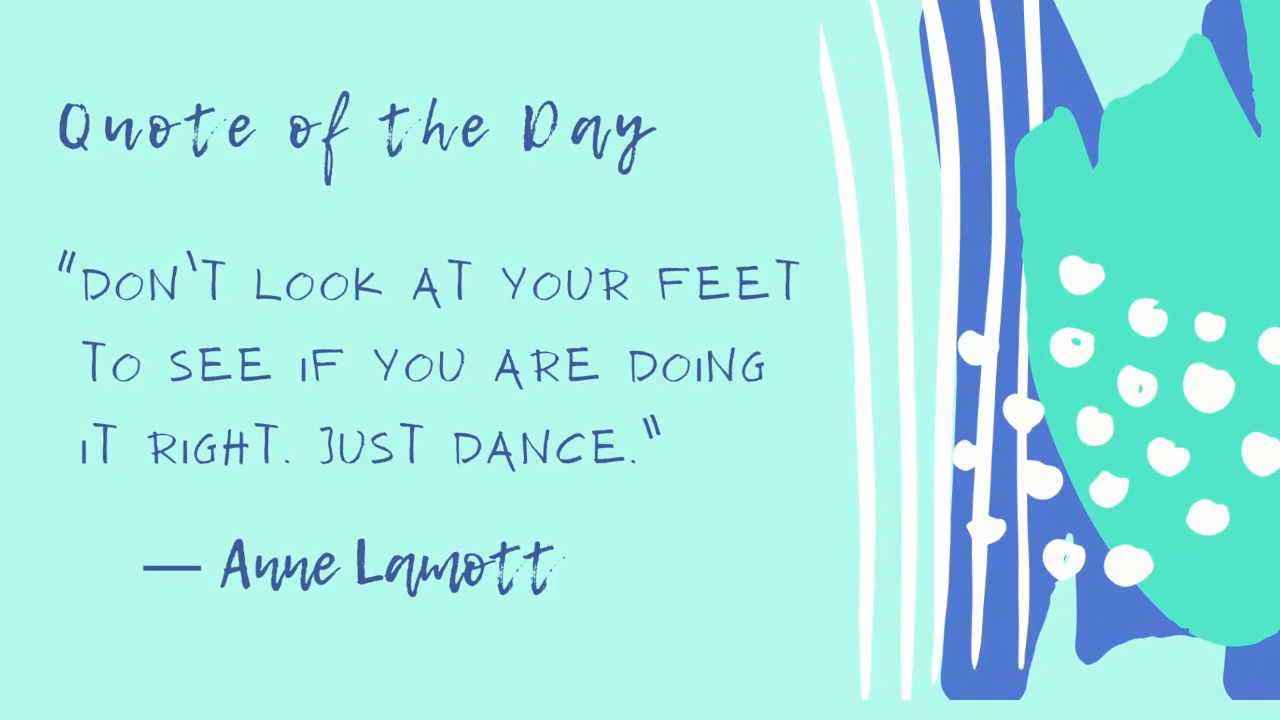 Quote of the Day
"DON'T LOOK AT YOUR FEET
TO SEE IF YOU ARE DOING
IT RIGHT. JUST DANCE."
— Anne Lamott